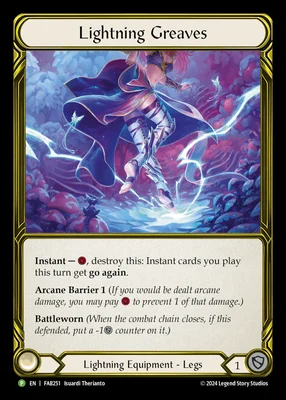 Lightning Greaves
Instant — , destroy this: Instant cards you play
this turn get go again.
Arcane Barrier 1 (If you would be dealt arcane
damage, you may pay to prevent 1 of that damage.)
Battleworn (When the combat chain closes, if this
defended, put a -1 counter on it.)
Lightning Equipment - Legs
1
P EN | FAB251 Isuardi Therianto
© 2024 Legend Story Studios